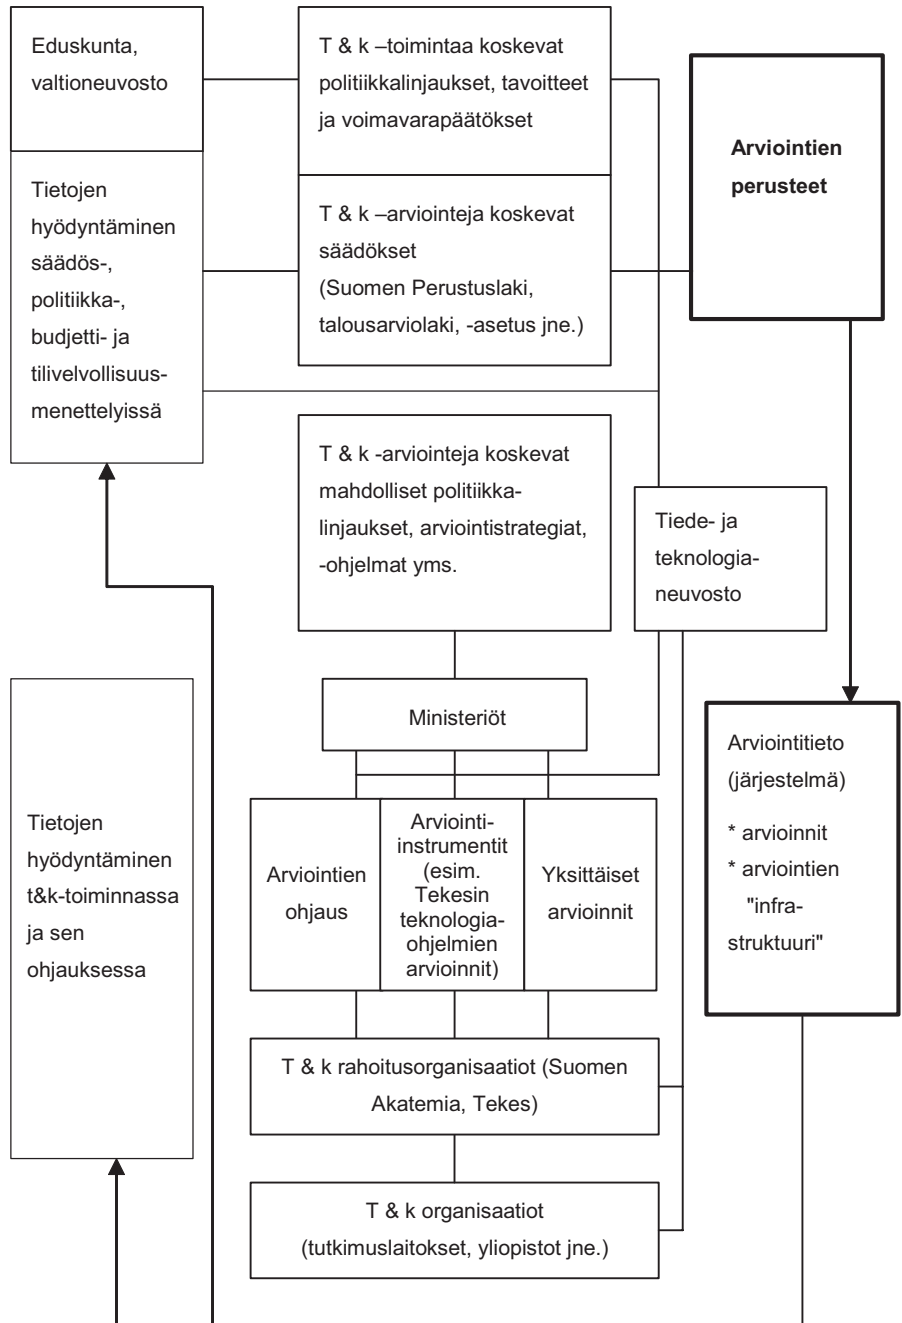 Eduskunta,
valtioneuvosto
T & k –toimintaa koskevat
politiikkalinjaukset, tavoitteet
ja voimavarapäätökset
Arviointien
perusteet
Tietojen
hyödyntäminen
säädös-,
politiikka-,
budjetti- ja
tilivelvollisuus-
menettelyissä
T & k –arviointeja koskevat
säädökset
(Suomen Perustuslaki,
talousarviolaki, -asetus jne.)
T & k -arviointeja koskevat
mahdolliset politiikka-
linjaukset, arviointistrategiat,
-ohjelmat yms.
Tiede- ja
teknologia-
neuvosto
Ministeriöt
Tietojen
hyödyntäminen
t&k-toiminnassa
ja sen
ohjauksessa
Arviointien
ohjaus
Arviointi-
instrumentit
(esim.
Tekesin
teknologia-
ohjelmien
arvioinnit)
Yksittäiset
arvioinnit
Arviointitieto
(järjestelmä)
* arvioinnit
* arviointien
"infra-
struktuuri"
T & k rahoitusorganisaatiot (Suomen
Akatemia, Tekes)
T & k organisaatiot
(tutkimuslaitokset, yliopistot jne.)